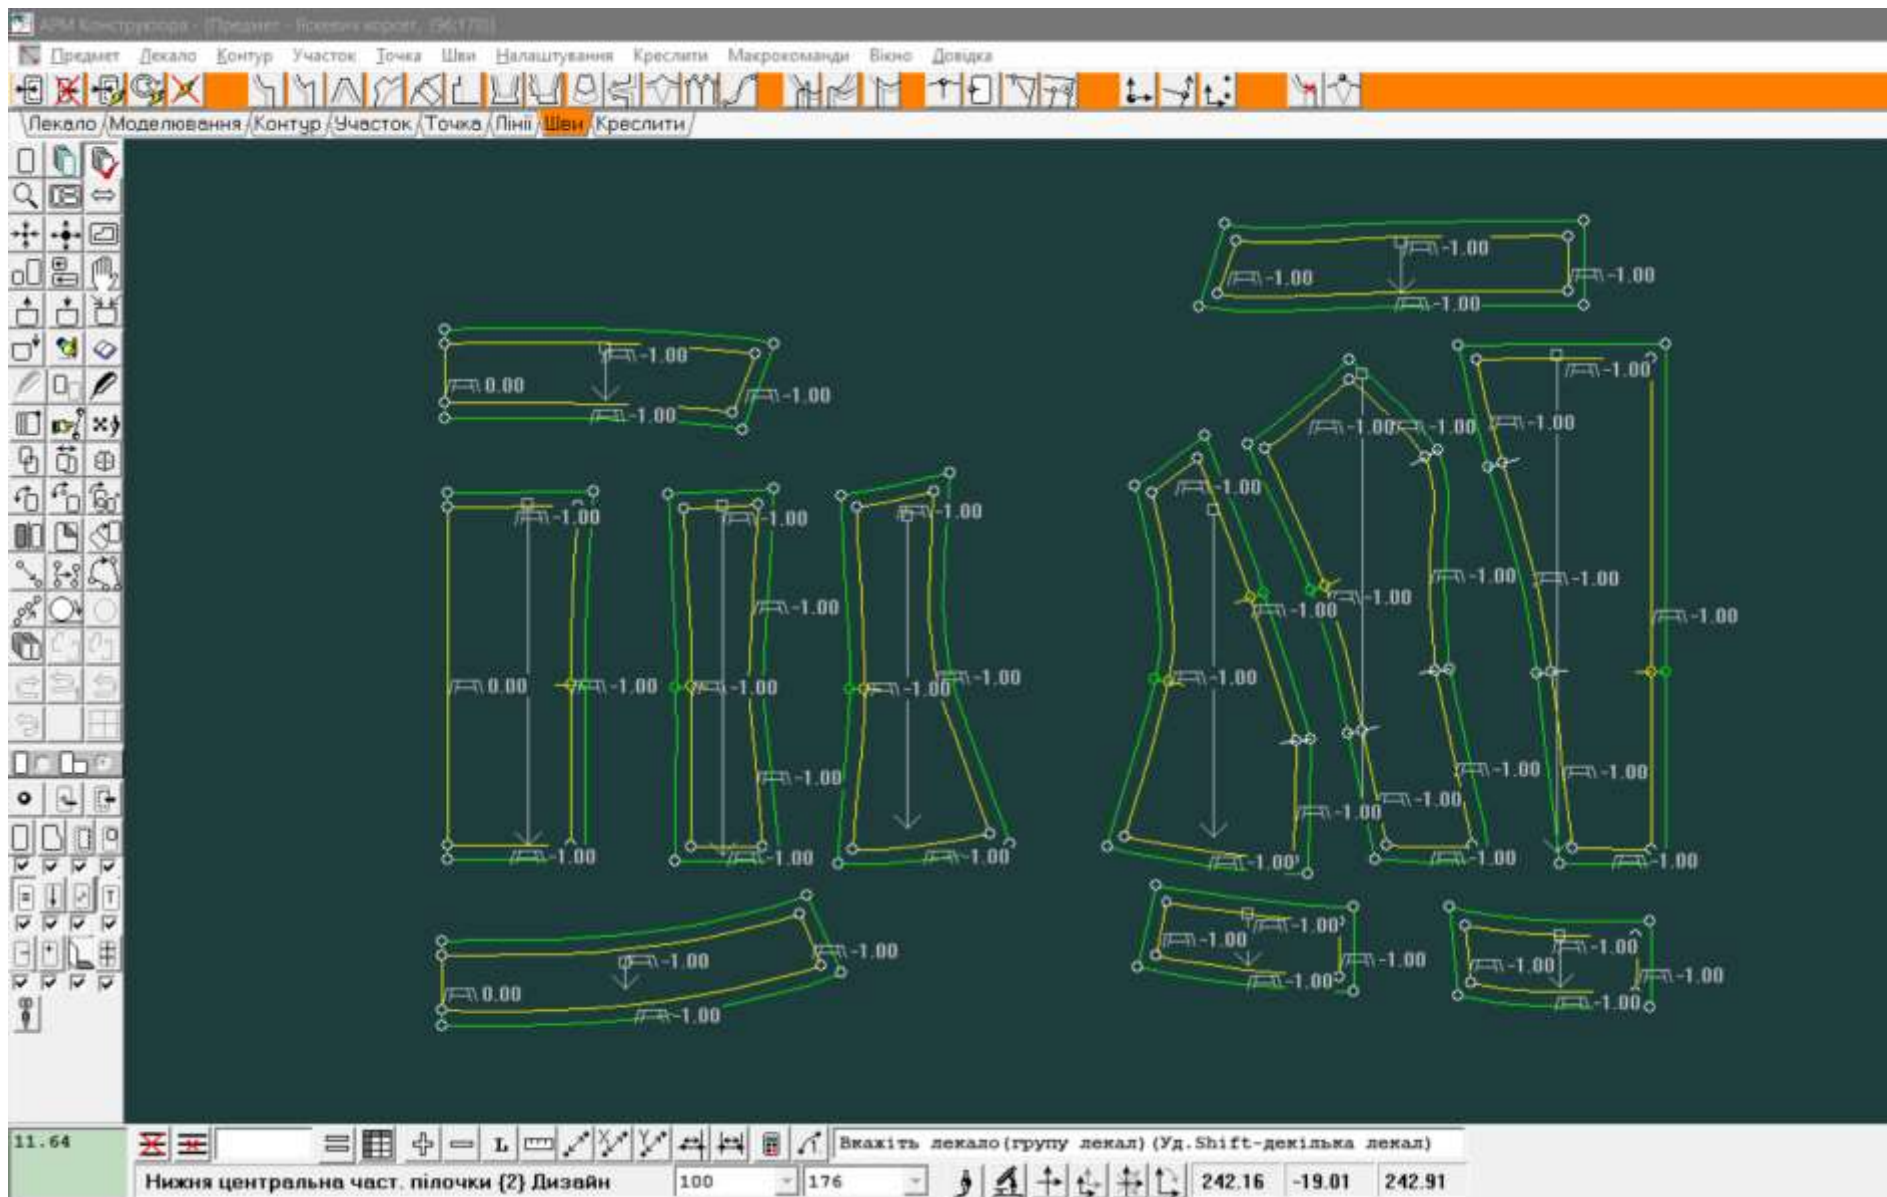 АРМ Конструктора - (Предмет - корсет,
Предмет Лекало Контур Участок Точка Шви Налаштування Креслити Макрокоманди Вікно Довідка
Лекало Моделювання Контур Участок Точка Лінії Шви Креслити
-1.00
-1.00 -1.00
-1.00
-1.00 -1.00
0.00 -1.00
-1.00 -1.00 -1.00 -1.00
-1.00
-1.00 -1.00 -1.00
-1.00 -1.00
-1.00 -1.00 -1.00 -1.00
-1.00
0.00 -1.00 -1.00 -1.00 -1.00 -1.00
-1.00 -1.00 -1.00
-1.00 -1.00
-1.00 -1.00 -1.00 -1.00 -1.00 -1.00
-1.00
-1.00 -1.00 -1.00
-1.00 -1.00 -1.00 -1.00 -1.00
0.00 -1.00 -1.00
-1.00
11.64
L
Вкажіть лекало(групу лекал)(Уд.Shift-декілька лекал)
Нижня центральна част. пілочки {2} Дизайн 100 176 242.16 -19.01 242.91